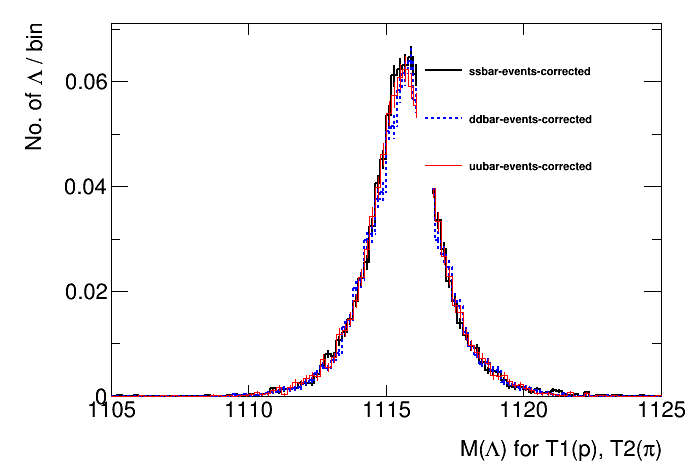 No. of Λ / bin
0.06
0.04
0.02
0
1105
1110
1115
1120
1125
ssbar-events-corrected
ddbar-events-corrected
uubar-events-corrected
M(Λ) for T1(p), T2(π)